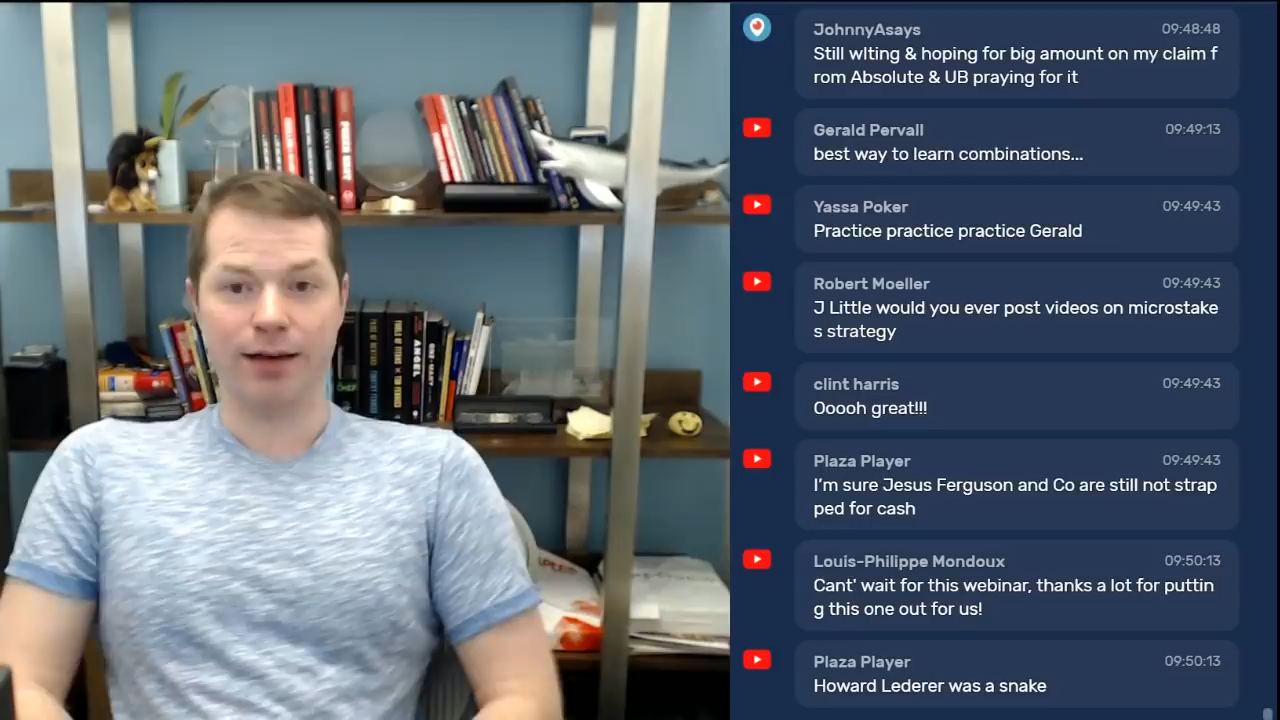 JohnnyAsays 09:48:48
Still wIting & hoping for big amount on my claim f
rom Absolute & UB praying for it
Gerald Pervall 09:49:13
best way to learn combinations...
Yassa Poker 09:49:43
Practice practice practice Gerald
Robert Moeller 09:49:43
J Little would you ever post videos on microstake
s strategy
clint harris 09:49:43
Ooooh great!!!
Plaza Player 09:49:43
I'm sure Jesus Ferguson and Co are still not strap
ped for cash
Louis-Philippe Mondoux 09:50:13
Cant' wait for this webinar, thanks a lot for puttin
g this one out for us!
Plaza Player 09:50:13
Howard Lederer was a snake
ANGEL